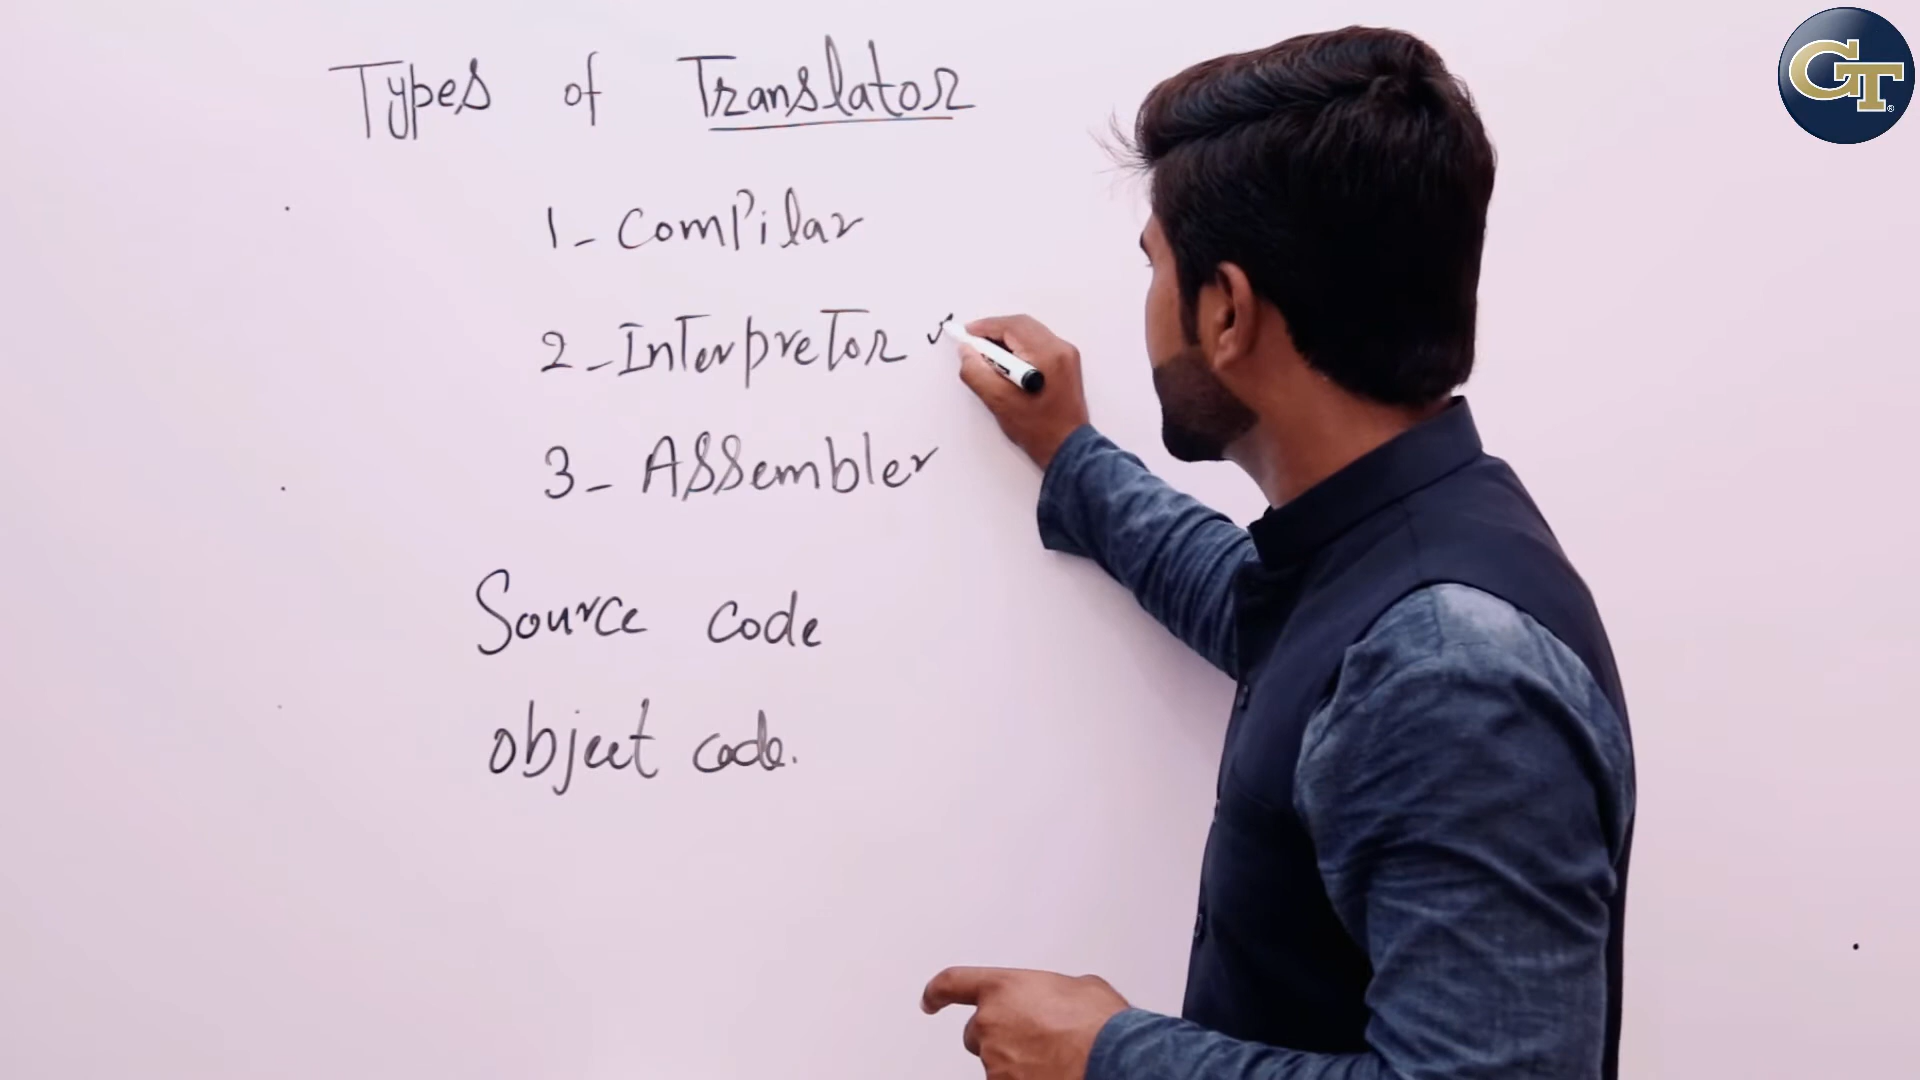 Types of Translator
1- Compilar
2- Interpretor
3- Assembler
Source code
object code.
GT